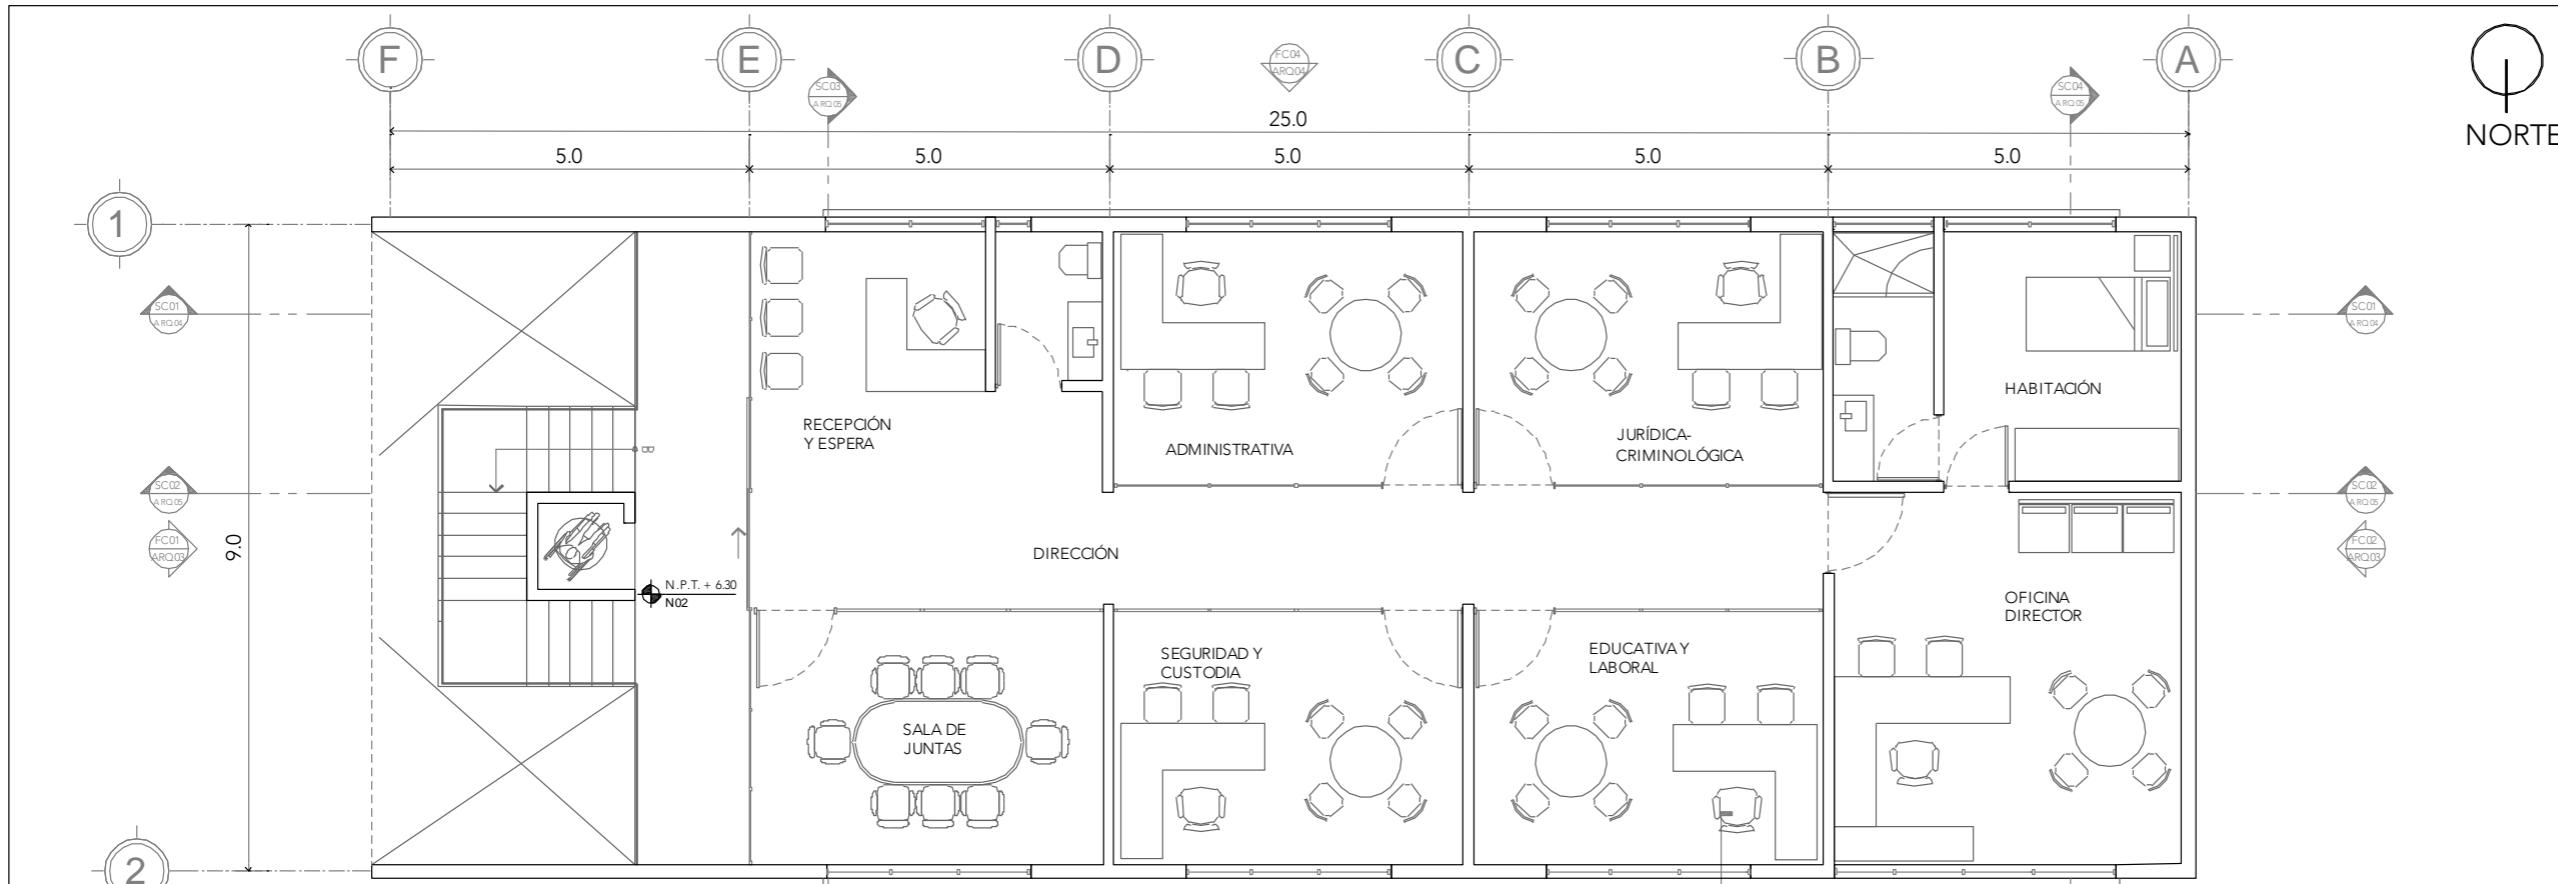 F
E
D
C
B
A
SC03
ARQ05
FC04
ARQ04
SC04
ARQ05
NORTE
25.0
5.0
5.0
5.0
5.0
5.0
1
SC01
ARQ04
SC01
ARQ04
HABITACIÓN
RECEPCIÓN
Y ESPERA
ADMINISTRATIVA
JURÍDICA-
CRIMINOLÓGICA
B
SC02
ARQ05
SC02
ARQ05
FC01
ARQ03
9.0
DIRECCIÓN
FC02
ARQ03
N.P.T. + 6.30
N02
OFICINA
DIRECTOR
SEGURIDAD Y
CUSTODIA
EDUCATIVA Y
LABORAL
SALA DE
JUNTAS
2